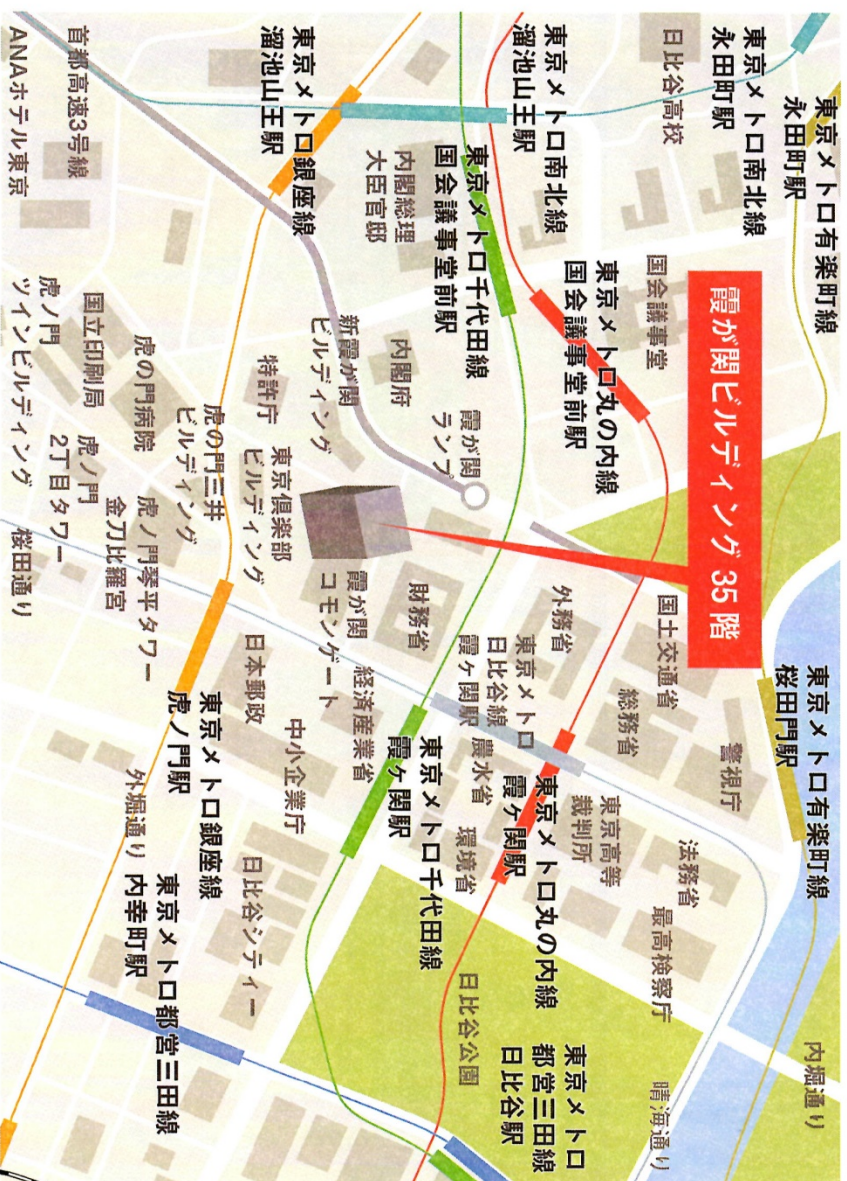 東京メトロ有楽町線
永田町駅
東京メトロ南北線
永田町駅
日比谷高校
東京メトロ南北線
溜池山王駅
東京メトロ銀座線
溜池山王駅
首都高速3号線
ANAホテル東京
内閣総理
大臣官邸
東京メトロ千代田線
国会議事堂前駅
国会議事堂
東京メトロ丸の内線
国会議事堂前駅
霞が関ビルディング 35階
内閣府
新霞が関
ビルディング
特許庁
霞が関
ランプ
国立印刷局
虎ノ門
ツインビルディング
虎の門病院
虎の門三井
ビルディング
東京倶楽部
ビルディング
虎ノ門
2丁目タワー
虎ノ門琴平タワー
金刀比羅宮
桜田通り
霞が関
コモンゲート
財務省
外務省
国土交通省
総務省
東京メトロ
日比谷線
霞ヶ関駅
東京メトロ有楽町線
桜田門駅
警視庁
法務省
最高検察庁
東京高等
裁判所
東京メトロ丸の内線
霞ヶ関駅
農水省
環境省
経済産業省
東京メトロ千代田線
霞ヶ関駅
日本郵政
中小企業庁
東京メトロ銀座線
虎ノ門駅
外堀通り
日比谷シティー
東京メトロ都営三田線
内幸町駅
日比谷公園
東京メトロ
都営三田線
日比谷駅
晴海通り
内堀通り